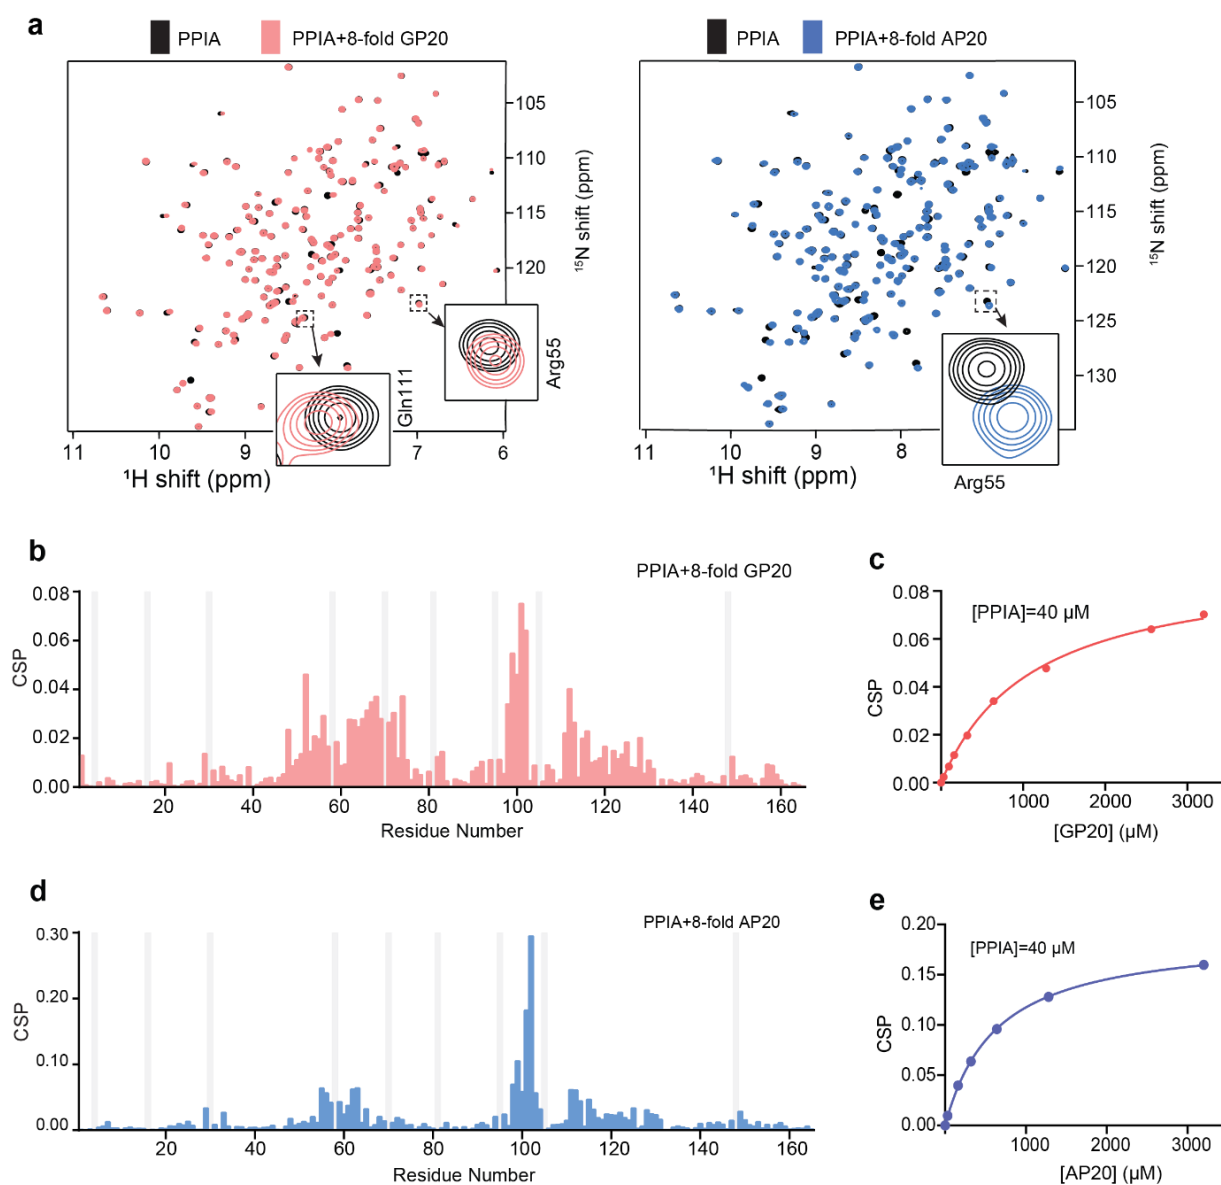 a
PPIA PPIA+8-fold GP20
PPIA PPIA+8-fold AP20
105
110
115
120
125
130
¹⁵N shift (ppm)
Gln111
Arg55
11 10 9 8 7 6
¹H shift (ppm)
105
110
115
120
125
130
¹⁵N shift (ppm)
11 10 9 8
¹H shift (ppm)
Arg55
b
PPIA+8-fold GP20
0.08
0.06
0.04
0.02
0.00
CSP
20 40 60 80 100 120 140 160
Residue Number
c
[PPIA]=40 µM
0.08
0.06
0.04
0.02
0.00
CSP
1000 2000 3000
[GP20] (µM)
d
PPIA+8-fold AP20
0.30
0.20
0.10
0.00
CSP
20 40 60 80 100 120 140 160
Residue Number
e
[PPIA]=40 µM
0.20
0.15
0.10
0.05
0.00
CSP
0 1000 2000 3000
[AP20] (µM)